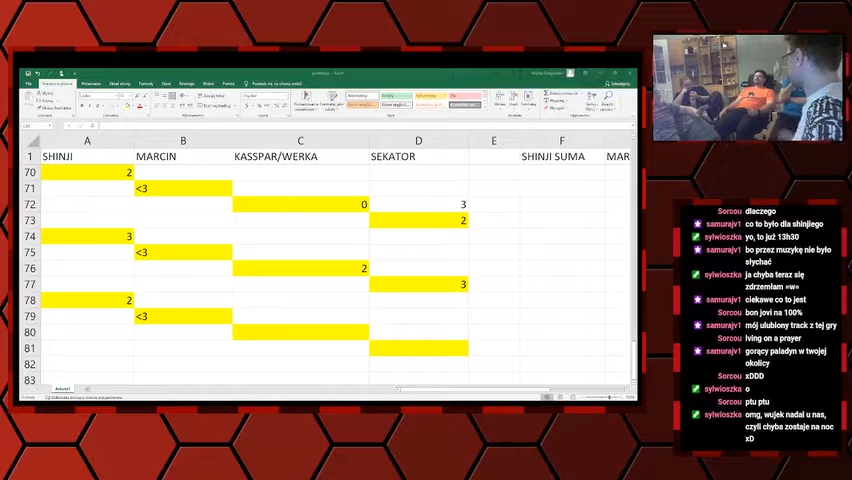 A B C D E F
1 SHINJI MARCIN KASSPAR/WERKA SEKATOR SHINJI SUMA MAR
70 2
71 <3
72 0 3
73 2
74 3
75 <3
76 2
77 3
78 2
79 <3
80
81
82
83
Arkusz1
Sorcou dlaczego
samurajv1 co to było dla shinjiego
sylwioszka yo, to już 13h30
samurajv1 bo przez muzykę nie było
słychać
sylwioszka ja chyba teraz się
zdrzemłam =w=
samurajv1 ciekawe co to jest
Sorcou bon jovi na 100%
samurajv1 mój ulubiony track z tej gry
Sorcou lving on a prayer
samurajv1 gorący paladyn w twojej
okolicy
Sorcou xDDD
sylwioszka o
Sorcou ptu ptu
sylwioszka omg, wujek nadal u nas,
czyli chyba zostaje na noc
xD